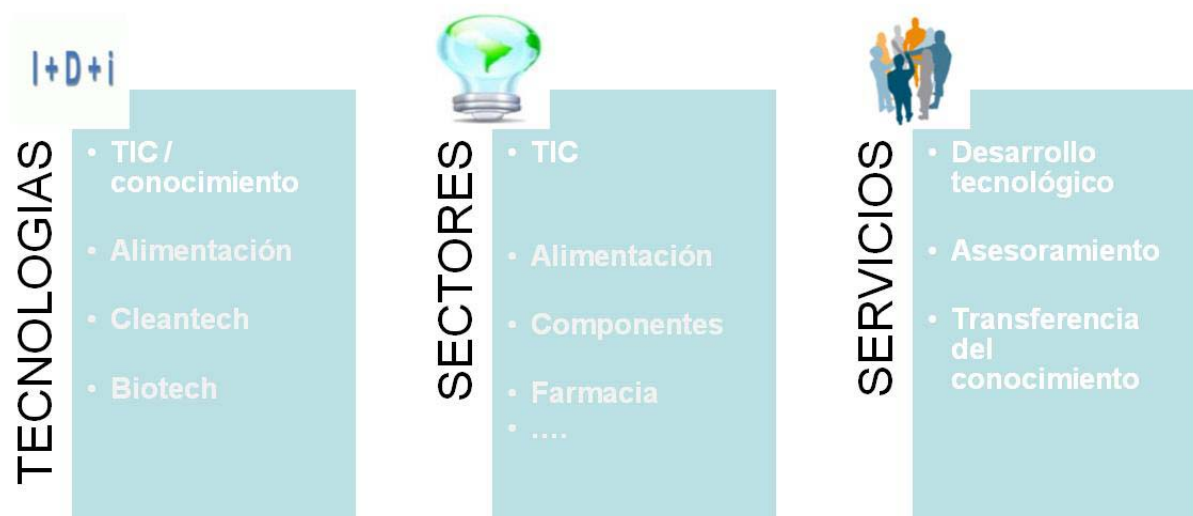 I+D+i
TECNOLOGIAS
• TIC /
conocimiento
• Alimentación
• Cleantech
• Biotech
SECTORES
• TIC
• Alimentación
• Componentes
• Farmacia
• ....
SERVICIOS
• Desarrollo
tecnológico
• Asesoramiento
• Transferencia
del
conocimiento